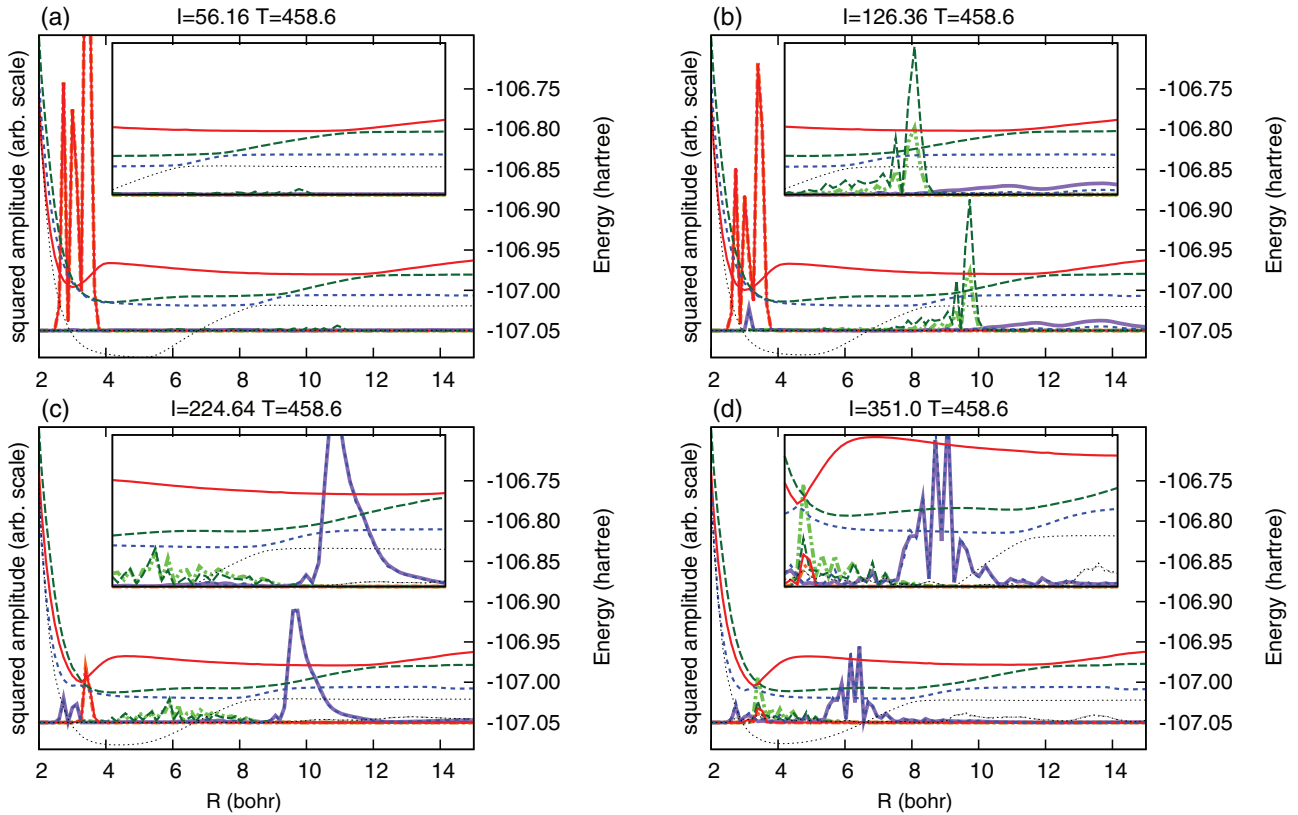 (a) I=56.16 T=458.6
squared amplitude (arb. scale)
-106.75
-106.80
-106.85
-106.90
-106.95
-107.00
-107.05
Energy (hartree)
2 4 6 8 10 12 14
(b) I=126.36 T=458.6
squared amplitude (arb. scale)
-106.75
-106.80
-106.85
-106.90
-106.95
-107.00
-107.05
Energy (hartree)
2 4 6 8 10 12 14
(c) I=224.64 T=458.6
squared amplitude (arb. scale)
-106.75
-106.80
-106.85
-106.90
-106.95
-107.00
-107.05
Energy (hartree)
2 4 6 8 10 12 14
R (bohr)
(d) I=351.0 T=458.6
squared amplitude (arb. scale)
-106.75
-106.80
-106.85
-106.90
-106.95
-107.00
-107.05
Energy (hartree)
2 4 6 8 10 12 14
R (bohr)